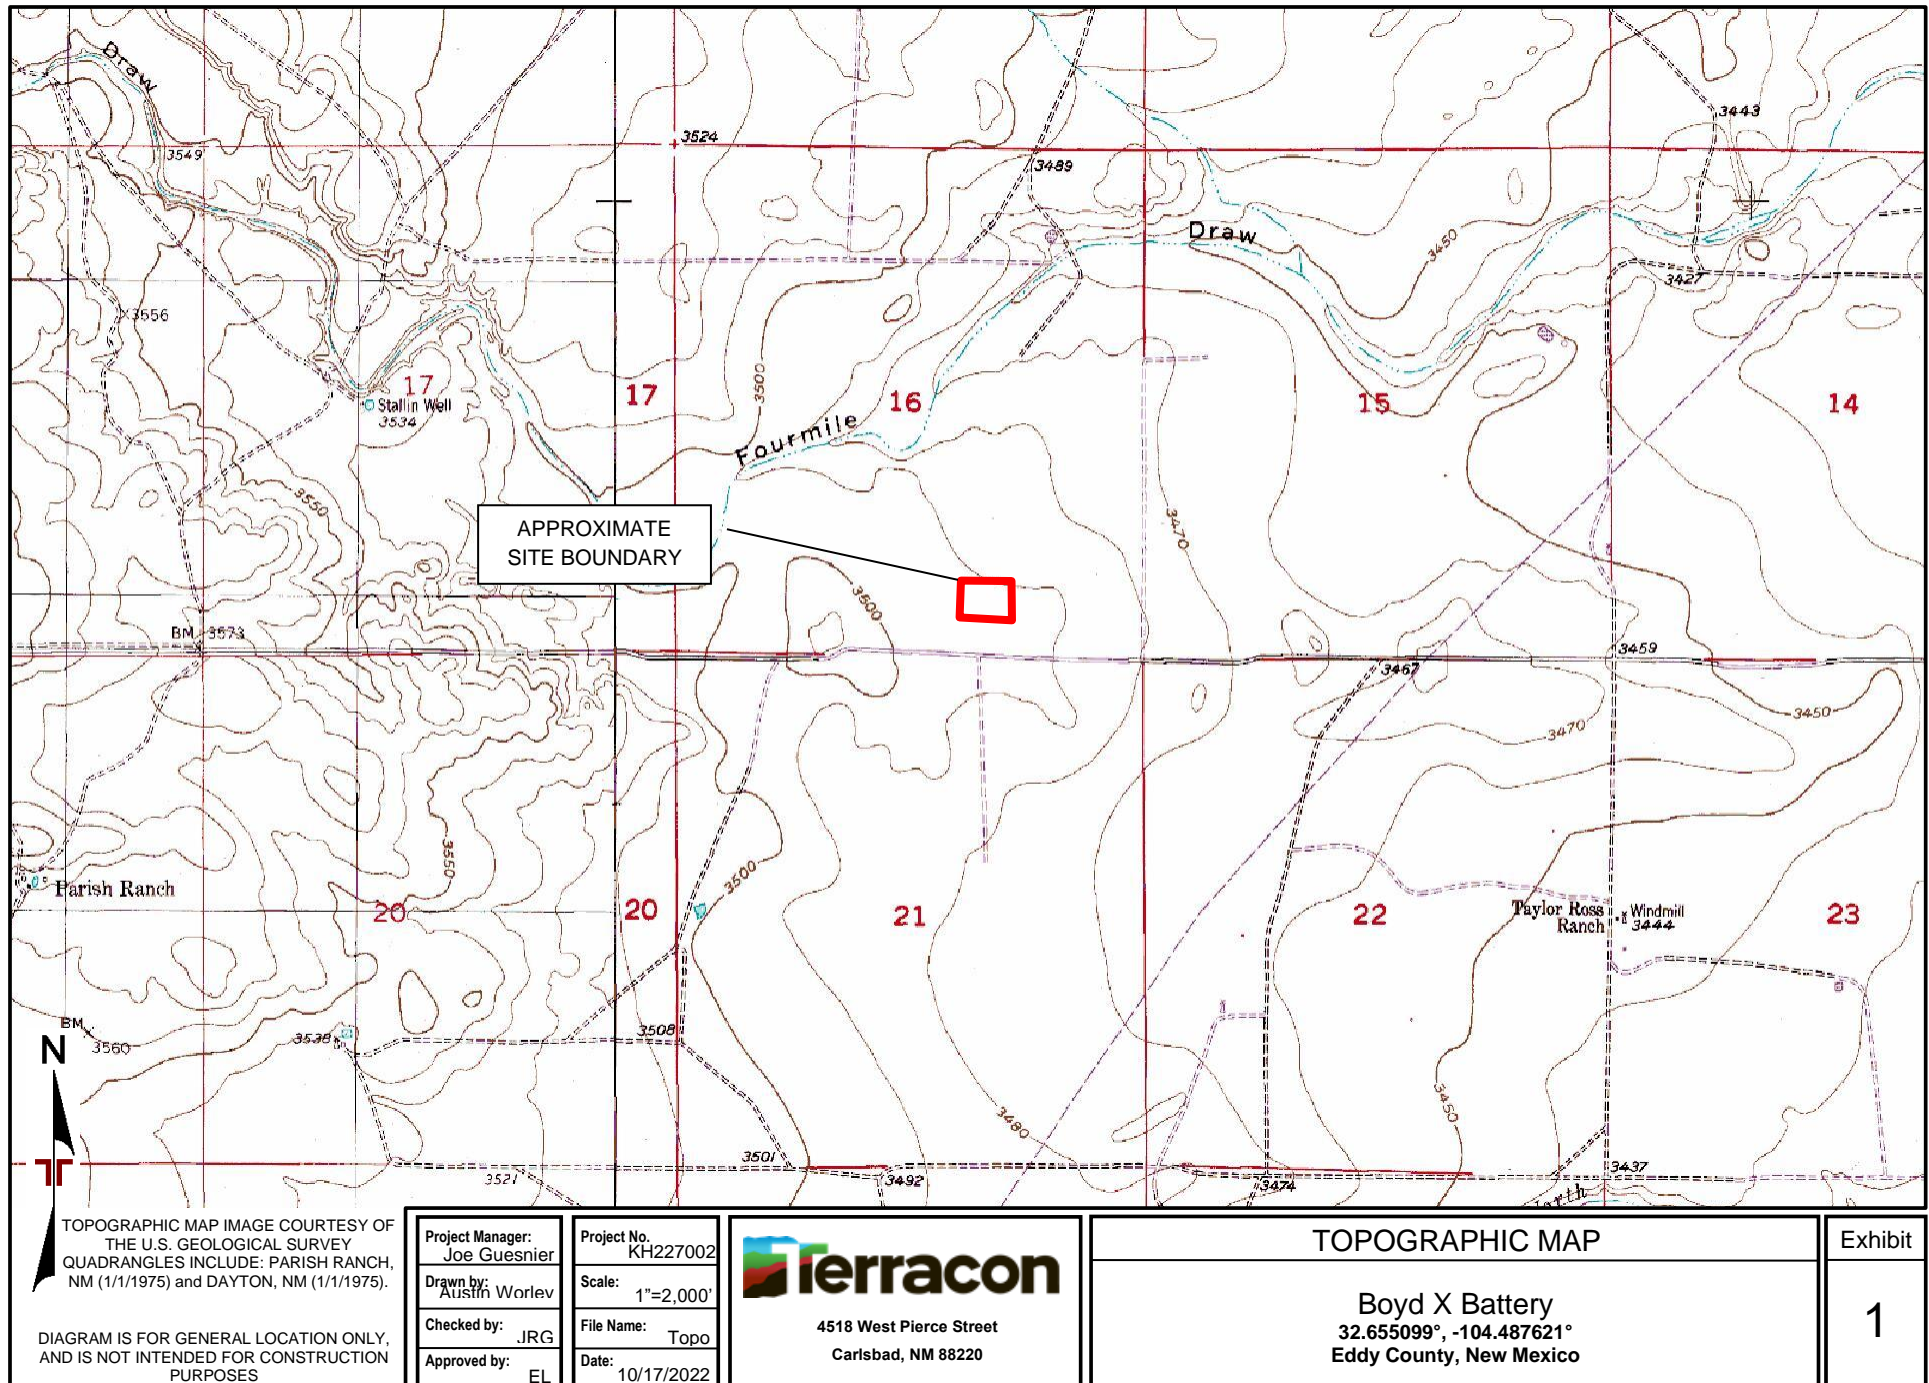 Draw
3549
3524
3489
3443
Draw
3450
3427
×3556
17
Stallin Well
3534
17
3500
16
Fourmile
15
14
3550
3470
APPROXIMATE
SITE BOUNDARY
3500
BM 3573
3467
3459
3450
3470
3550
Parish Ranch
20
20
3500
21
22
Taylor Ross
Ranch
Windmill
3444
23
BM
3560
3538
3508
3480
3450
3501
3521
3492
3474
3437
N
TOPOGRAPHIC MAP IMAGE COURTESY OF
THE U.S. GEOLOGICAL SURVEY
QUADRANGLES INCLUDE: PARISH RANCH,
NM (1/1/1975) and DAYTON, NM (1/1/1975).
DIAGRAM IS FOR GENERAL LOCATION ONLY,
AND IS NOT INTENDED FOR CONSTRUCTION
PURPOSES
Project Manager:
Joe Guesnier
Drawn by:
Austin Worley
Checked by:
JRG
Approved by:
EL
Project No.
KH227002
Scale:
1"=2,000'
File Name:
Topo
Date:
10/17/2022
Terracon
4518 West Pierce Street
Carlsbad, NM 88220
TOPOGRAPHIC MAP
Boyd X Battery
32.655099°, -104.487621°
Eddy County, New Mexico
Exhibit
1